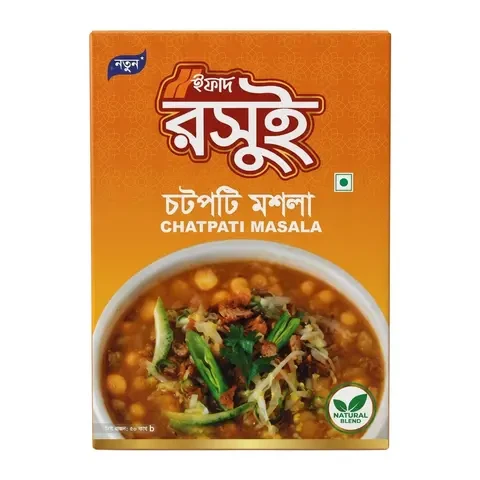 নতুন
ইফাদ
রসুই
চটপটি মশলা
CHATPATI MASALA
NATURAL
BLEND